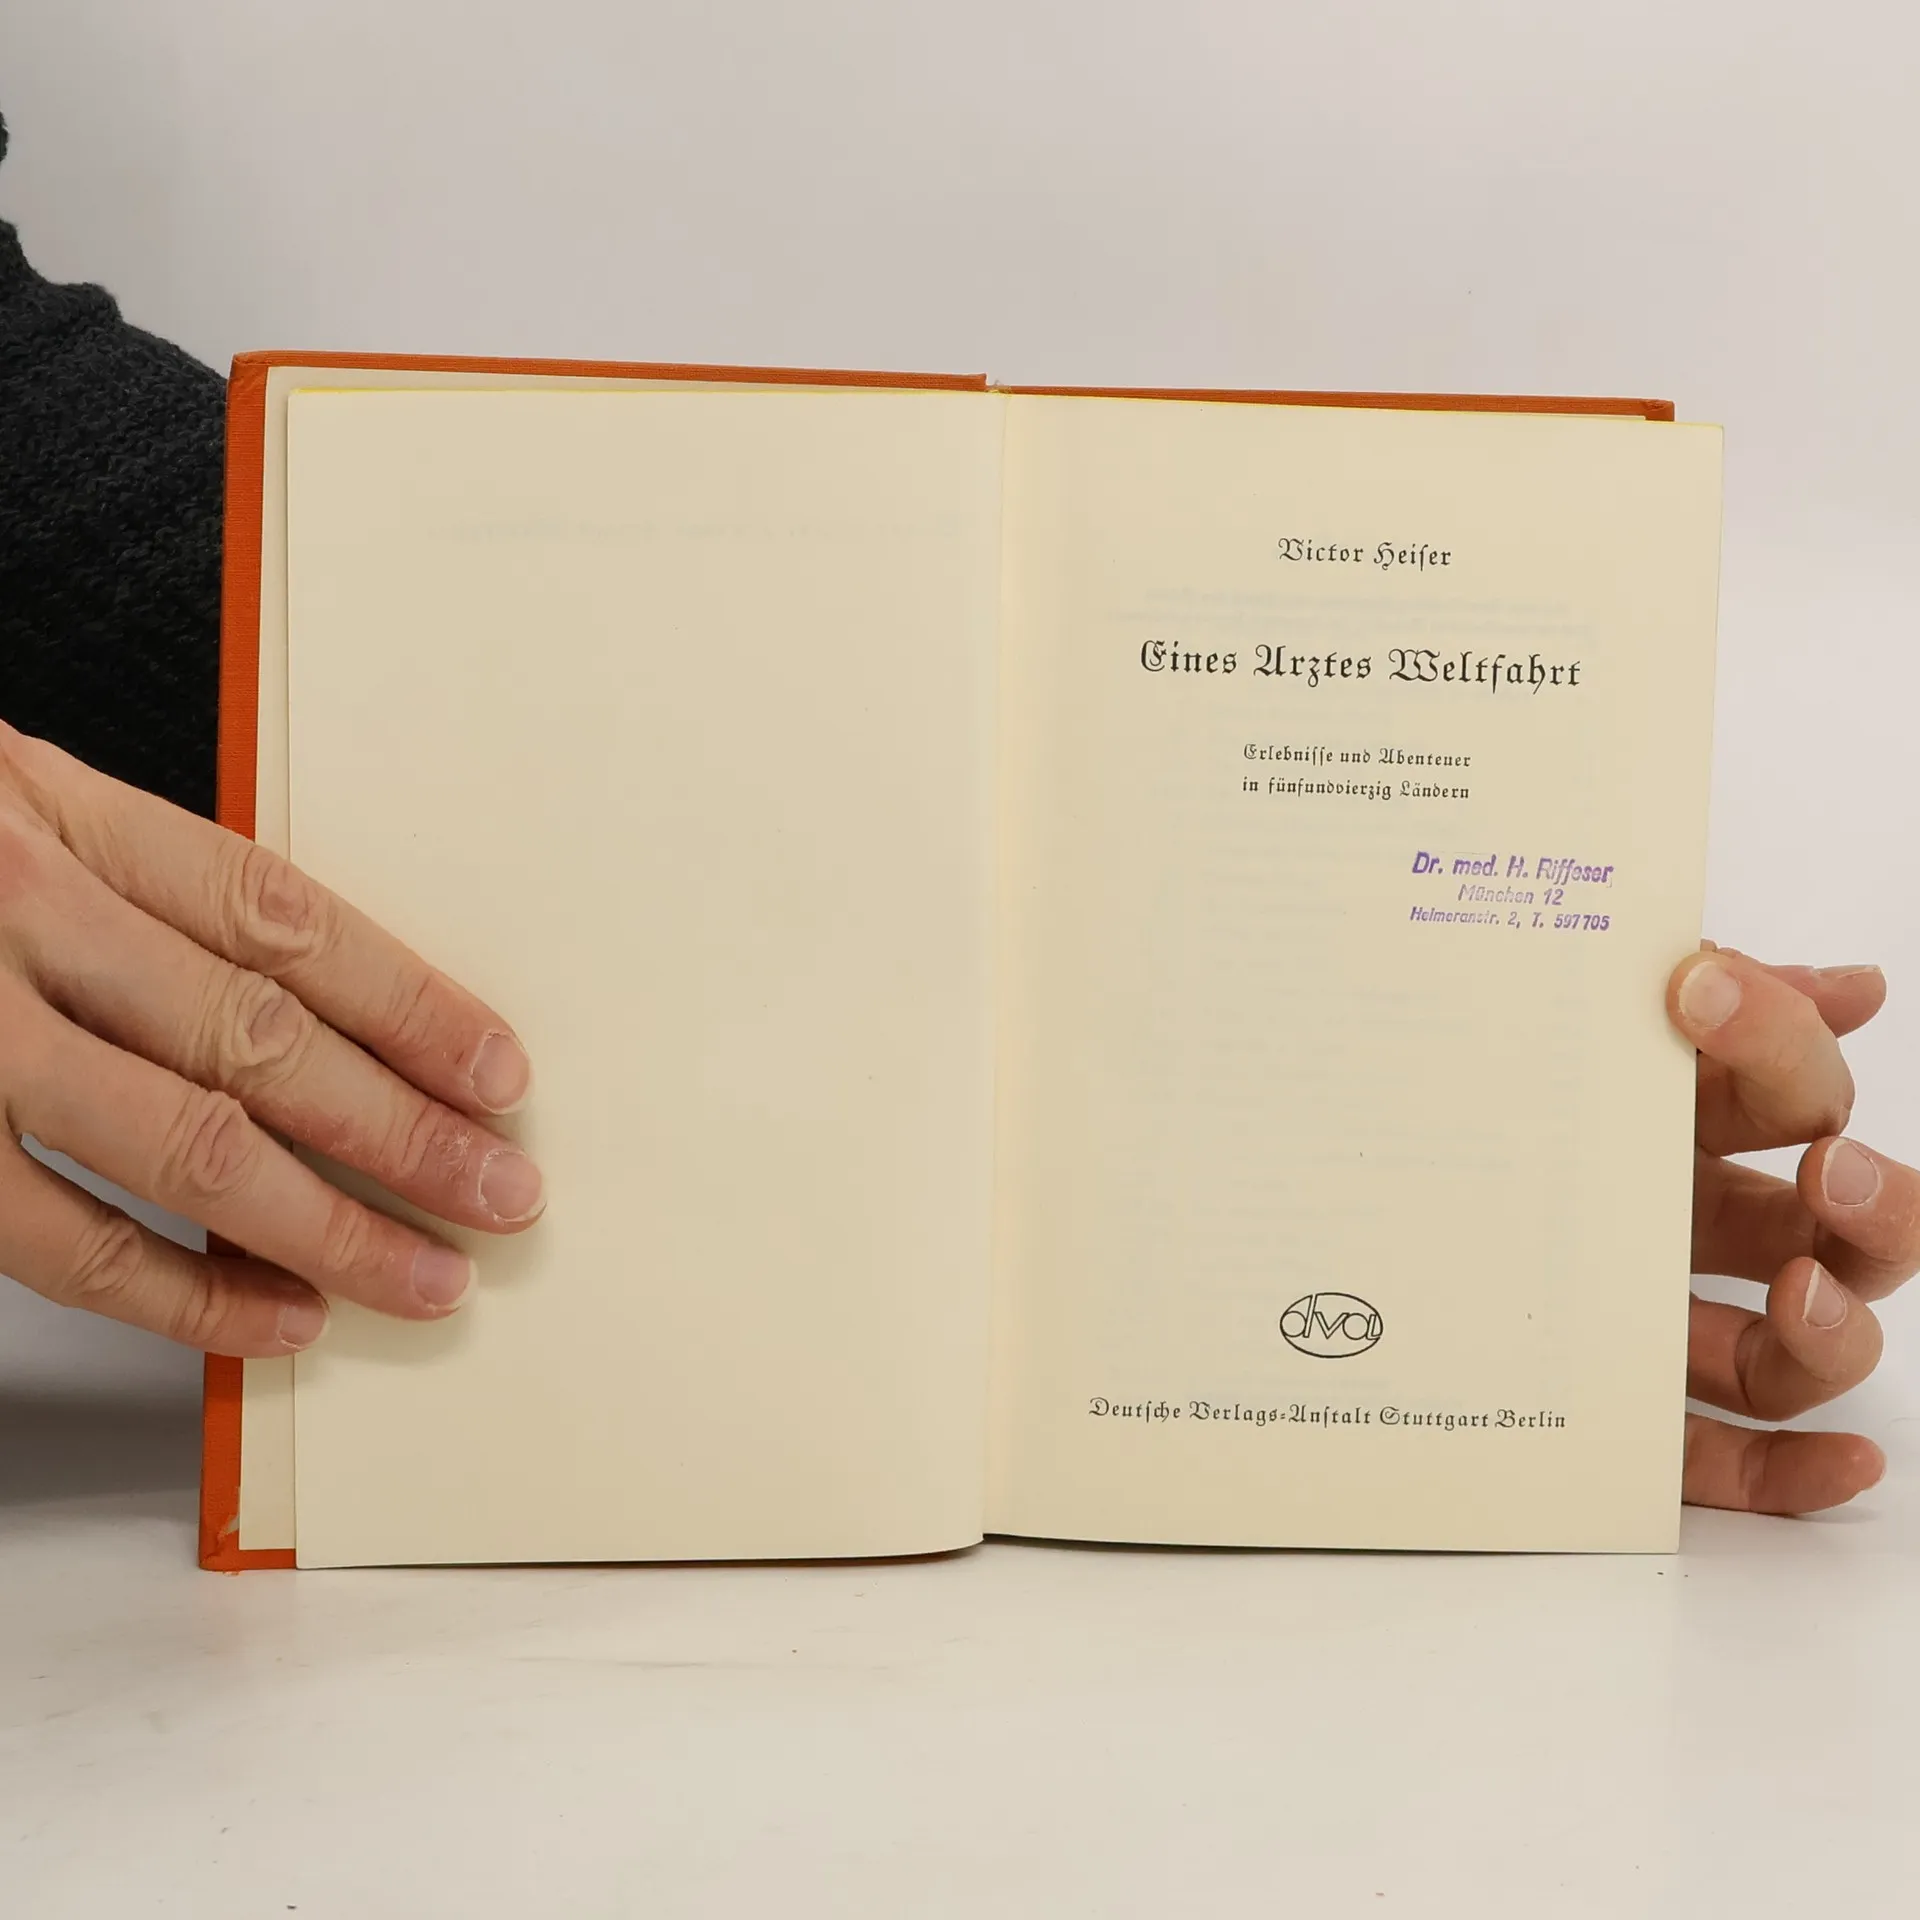 Victor Heiſer
Eines Arztes Weltfahrt
Erlebniſſe und Abenteuer
in fünfundvierzig Ländern
Dr. med. H. Riffeser
München 12
Heimeranstr. 2, T. 597705
dva
Deutſche Verlags-Anſtalt Stuttgart Berlin